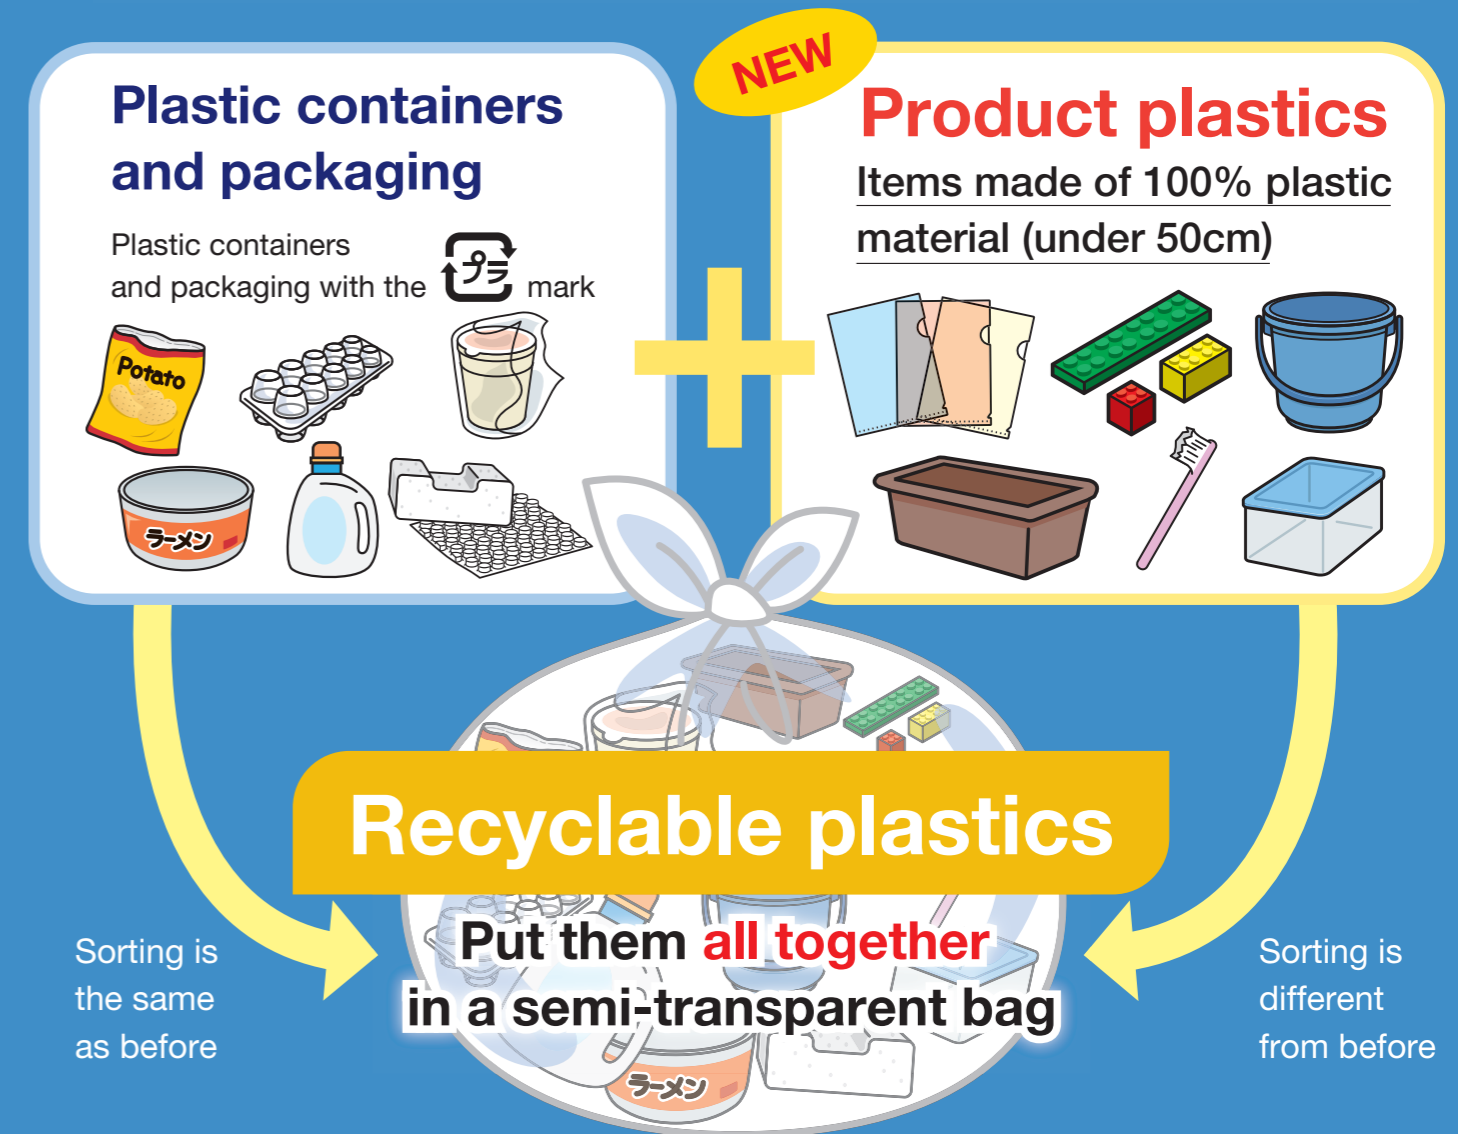 Plastic containers
and packaging
Plastic containers
and packaging with the プラ mark
Potato
ラーメン
NEW
Product plastics
Items made of 100% plastic
material (under 50cm)
Recyclable plastics
Put them all together
in a semi-transparent bag
Sorting is
the same
as before
Sorting is
different
from before
ラーメン